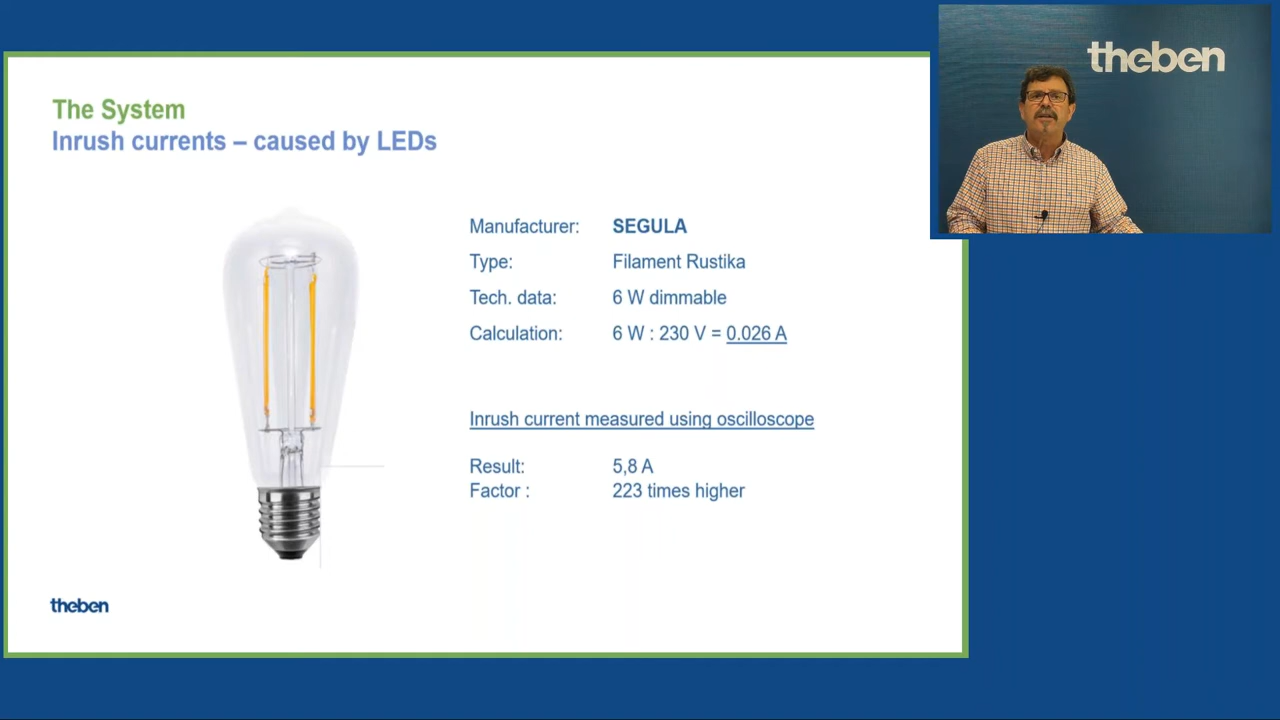 theben
The System
Inrush currents – caused by LEDs
Manufacturer: SEGULA
Type: Filament Rustika
Tech. data: 6 W dimmable
Calculation: 6 W : 230 V = 0.026 A
Inrush current measured using oscilloscope
Result: 5,8 A
Factor : 223 times higher
theben